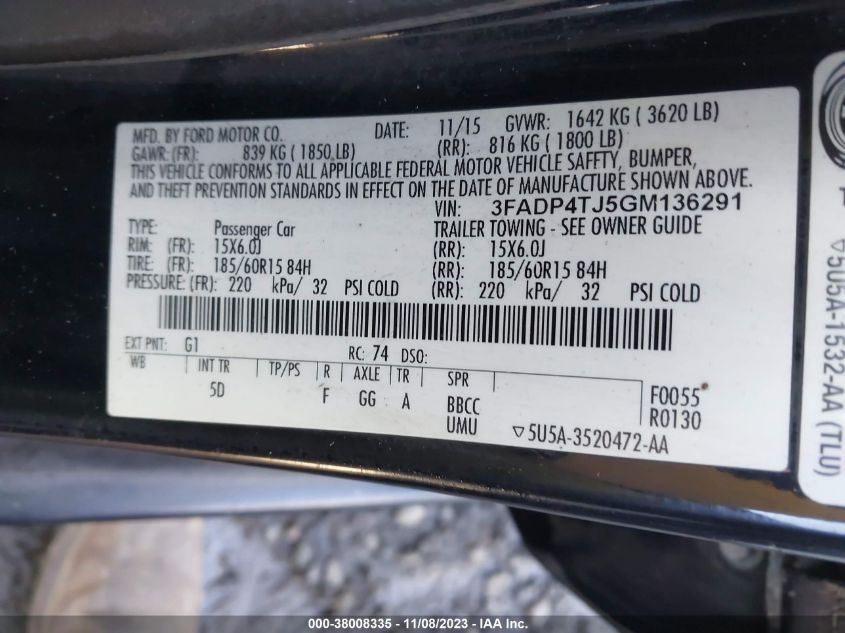 MFD. BY FORD MOTOR CO.
DATE: 11/15 GVWR: 1642 KG ( 3620 LB)
GAWR: (FR): 839 KG ( 1850 LB) (RR): 816 KG ( 1800 LB)
THIS VEHICLE CONFORMS TO ALL APPLICABLE FEDERAL MOTOR VEHICLE SAFTY, BUMPER,
AND THEFT PREVENTION STANDARDS IN EFFECT ON THE DATE OF MANUFACTURE SHOWN ABOVE.
VIN: 3FADP4TJ5GM136291
TYPE: Passenger Car TRAILER TOWING - SEE OWNER GUIDE
RIM: (FR): 15X6.0J (RR): 15X6.0J
TIRE: (FR): 185/60R15 84H (RR): 185/60R15 84H
PRESSURE: (FR): 220 kPa/ 32 PSI COLD (RR): 220 kPa/ 32 PSI COLD
EXT PNT: G1 RC: 74 DSO:
WB INT TR TP/PS R AXLE TR SPR
5D F GG A BBCC F0055
UMU R0130
▽5U5A-3520472-AA
▽5U5A-1532-AA (TLU)
000-38008335 - 11/08/2023 - IAA Inc.